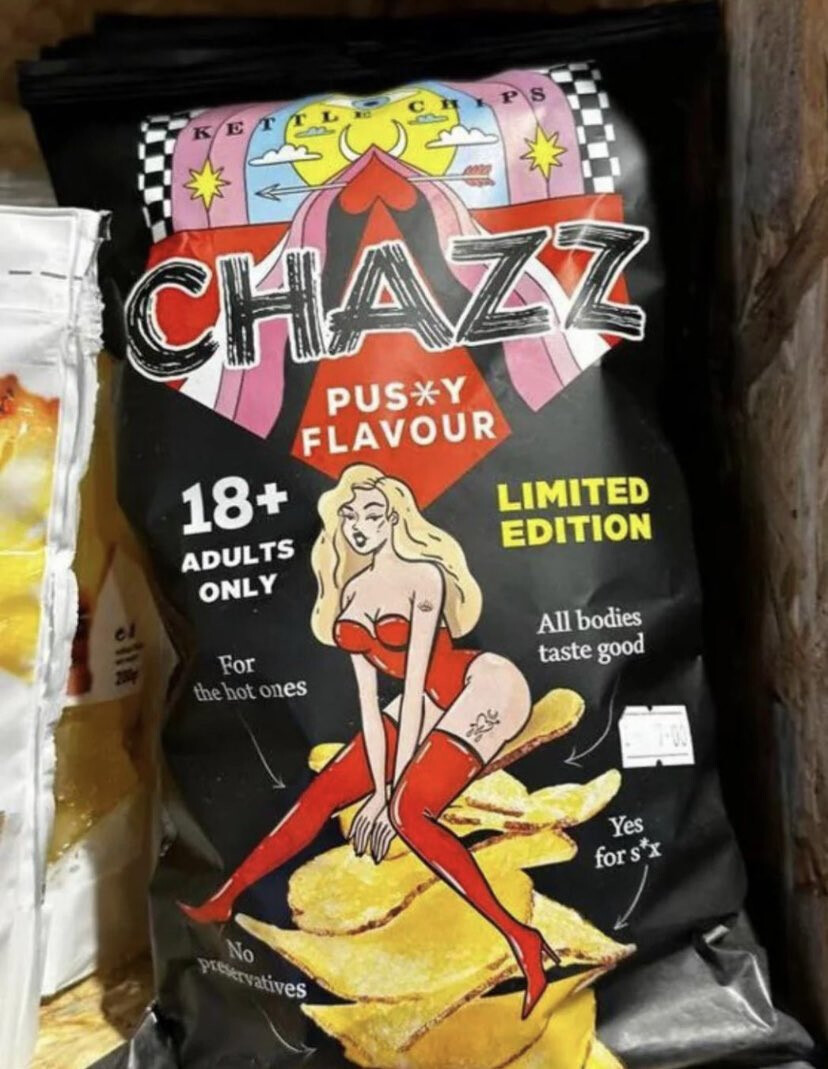 KETTLE CHIPS
CHAZZ
PUS*Y
FLAVOUR
18+
ADULTS
ONLY
LIMITED
EDITION
For
the hot ones
All bodies
taste good
Yes
for s*x
No
preservatives